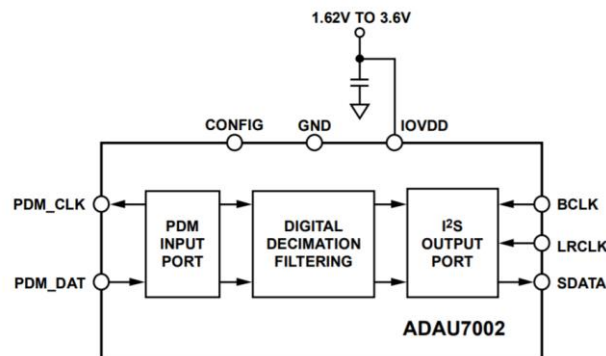 1.62V TO 3.6V
CONFIG
GND
IOVDD
PDM_CLK
PDM
INPUT
PORT
DIGITAL
DECIMATION
FILTERING
I²S
OUTPUT
PORT
BCLK
LRCLK
PDM_DAT
SDATA
ADAU7002